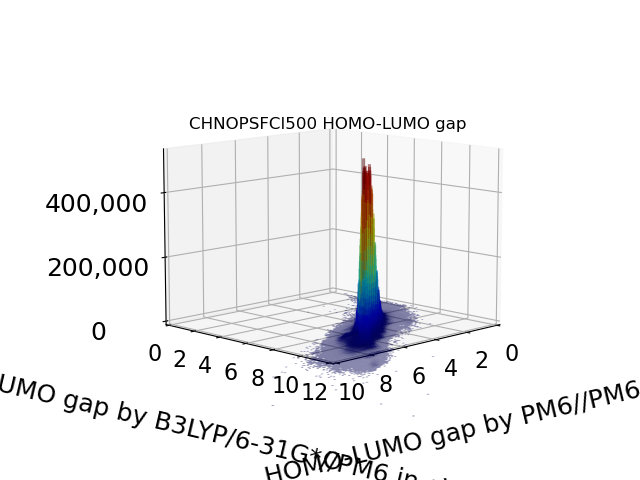 CHNOPSFCl500 HOMO-LUMO gap
400,000
200,000
0
0 2 4 6 8 10 12
10 8 6 4 2 0
UMO gap by B3LYP/6-31G*
PM6 in
HOMO-LUMO gap by PM6//PM6